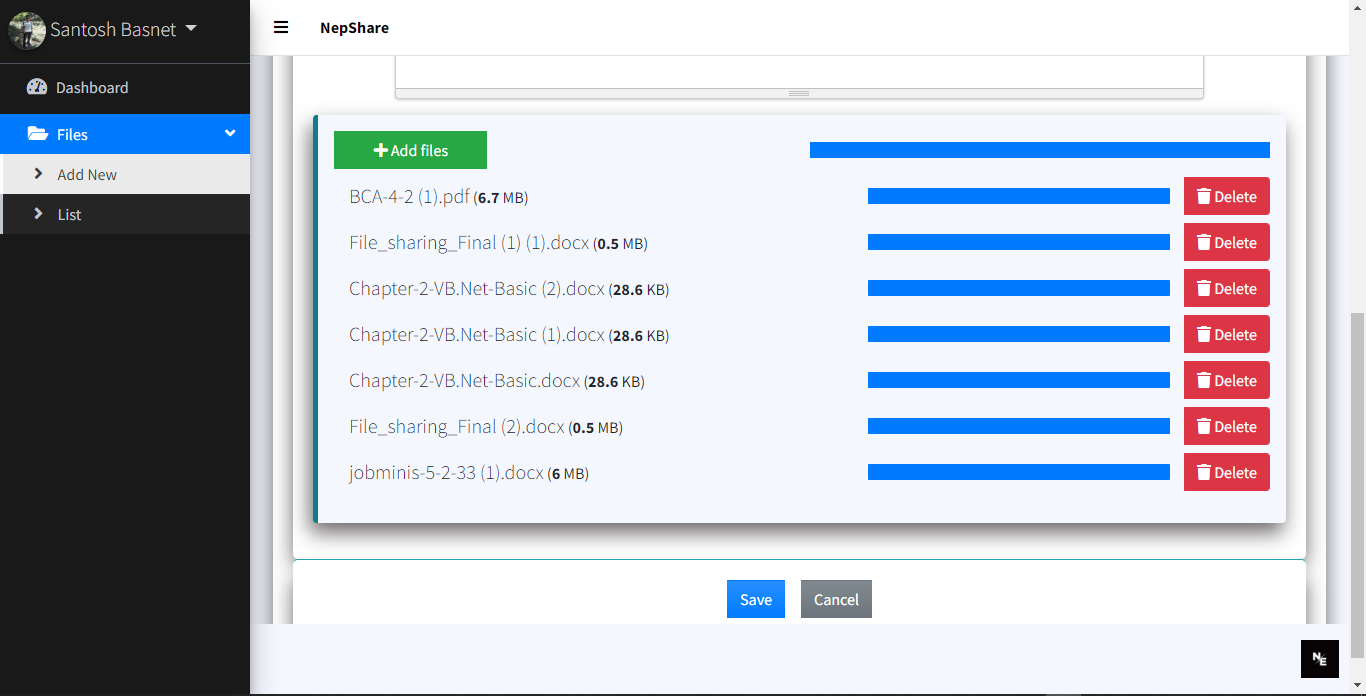 Santosh Basnet
NepShare
Dashboard
Files
Add New
List
Add files
BCA-4-2 (1).pdf (6.7 MB) Delete
File_sharing_Final (1) (1).docx (0.5 MB) Delete
Chapter-2-VB.Net-Basic (2).docx (28.6 KB) Delete
Chapter-2-VB.Net-Basic (1).docx (28.6 KB) Delete
Chapter-2-VB.Net-Basic.docx (28.6 KB) Delete
File_sharing_Final (2).docx (0.5 MB) Delete
jobminis-5-2-33 (1).docx (6 MB) Delete
Save Cancel
NE